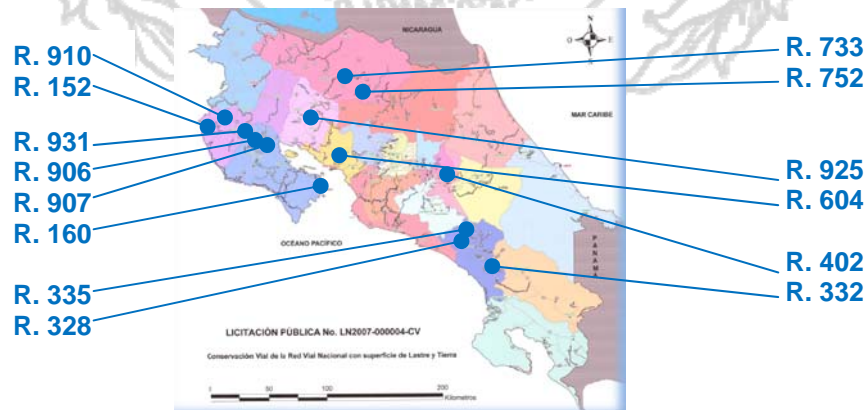 R. 910
R. 152
R. 931
R. 906
R. 907
R. 160
R. 335
R. 328
NICARAGUA
N
O
E
MAR CARIBE
OCEANO PACÍFICO
PANAMA
R. 733
R. 752
R. 925
R. 604
R. 402
R. 332
LICITACIÓN PÚBLICA No. LN2007-000004-CV
Conservación Vial de la Red Vial Nacional con superficie de Lastre y Tierra
0 50 100 200
Kilometros